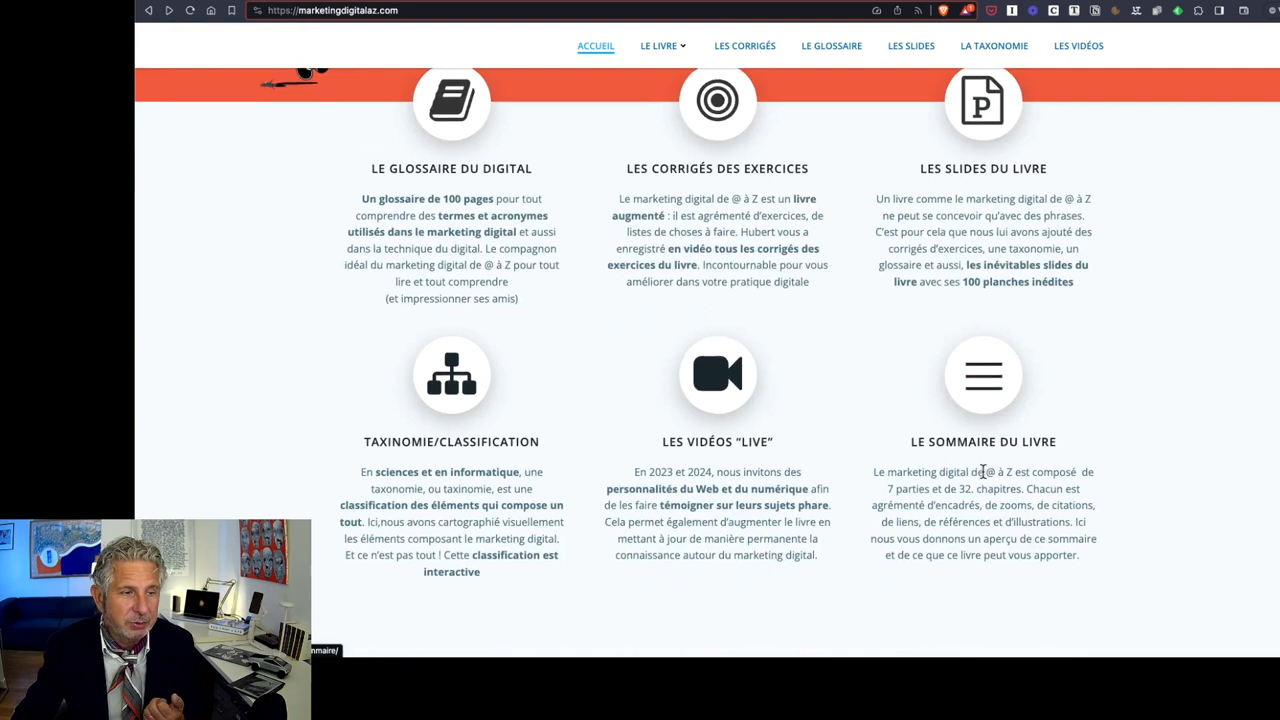 https://marketingdigitalaz.com
ACCUEIL LE LIVRE LES CORRIGÉS LE GLOSSAIRE LES SLIDES LA TAXONOMIE LES VIDÉOS
LE GLOSSAIRE DU DIGITAL
Un glossaire de 100 pages pour tout
comprendre des termes et acronymes
utilisés dans le marketing digital et aussi
dans la technique du digital. Le compagnon
idéal du marketing digital de @ à Z pour tout
lire et tout comprendre
(et impressionner ses amis)
LES CORRIGÉS DES EXERCICES
Le marketing digital de @ à Z est un livre
augmenté : il est agrémenté d’exercices, de
listes de choses à faire. Hubert vous a
enregistré en vidéo tous les corrigés des
exercices du livre. Incontournable pour vous
améliorer dans votre pratique digitale
P
LES SLIDES DU LIVRE
Un livre comme le marketing digital de @ à Z
ne peut se concevoir qu’avec des phrases.
C’est pour cela que nous lui avons ajouté des
corrigés d’exercices, une taxonomie, un
glossaire et aussi, les inévitables slides du
livre avec ses 100 planches inédites
TAXINOMIE/CLASSIFICATION
En sciences et en informatique, une
taxonomie, ou taxinomie, est une
classification des éléments qui compose un
tout. Ici,nous avons cartographié visuellement
les éléments composant le marketing digital.
Et ce n’est pas tout ! Cette classification est
interactive
LES VIDÉOS “LIVE”
En 2023 et 2024, nous invitons des
personnalités du Web et du numérique afin
de les faire témoigner sur leurs sujets phare.
Cela permet également d’augmenter le livre en
mettant à jour de manière permanente la
connaissance autour du marketing digital.
LE SOMMAIRE DU LIVRE
Le marketing digital de @ à Z est composé de
7 parties et de 32. chapitres. Chacun est
agrémenté d’encadrés, de zooms, de citations,
de liens, de références et d’illustrations. Ici
nous vous donnons un aperçu de ce sommaire
et de ce que ce livre peut vous apporter.
mmaire/